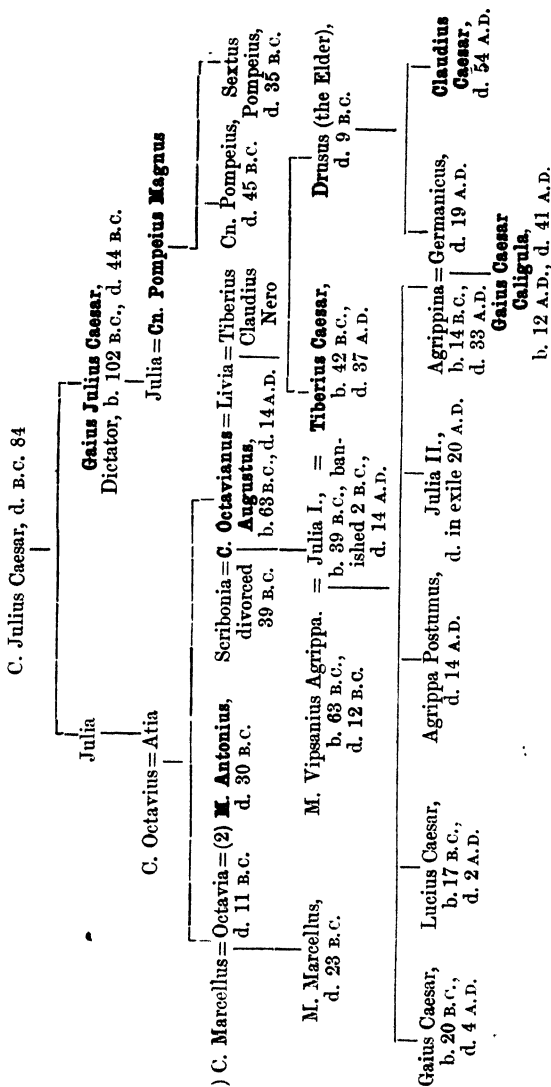 C. Julius Caesar, d. B.C. 84
Julia
Gaius Julius Caesar,
Dictator, b. 102 B.C., d. 44 B.C.
C. Octavius=Atia
Julia=Cn. Pompeius Magnus
) C. Marcellus=Octavia=(2) M. Antonius,
d. 11 B.C.
d. 30 B.C.
Scribonia=C. Octavianus=Livia=Tiberius
divorced
39 B.C.
Augustus,
b. 63 B.C., d. 14 A.D.
Claudius
Nero
Cn. Pompeius,
d. 45 B.C.
Sextus
Pompeius,
d. 35 B.C.
M. Marcellus,
d. 23 B.C.
M. Vipsanius Agrippa. = Julia I., = Tiberius Caesar,
b. 63 B.C.,
d. 12 B.C.
b. 39 B.C., ban-
ished 2 B.C.,
d. 14 A.D.
b. 42 B.C.,
d. 37 A.D.
Drusus (the Elder),
d. 9 B.C.
Gaius Caesar,
b. 20 B.C.,
d. 4 A.D.
Lucius Caesar,
b. 17 B.C.,
d. 2 A.D.
Agrippa Postumus,
d. 14 A.D.
Julia II.,
d. in exile 20 A.D.
Agrippina=Germanicus,
b. 14 B.C.,
d. 33 A.D.
d. 19 A.D.
Claudius
Caesar,
d. 54 A.D.
Gaius Caesar
Caligula,
b. 12 A.D., d. 41 A.D.